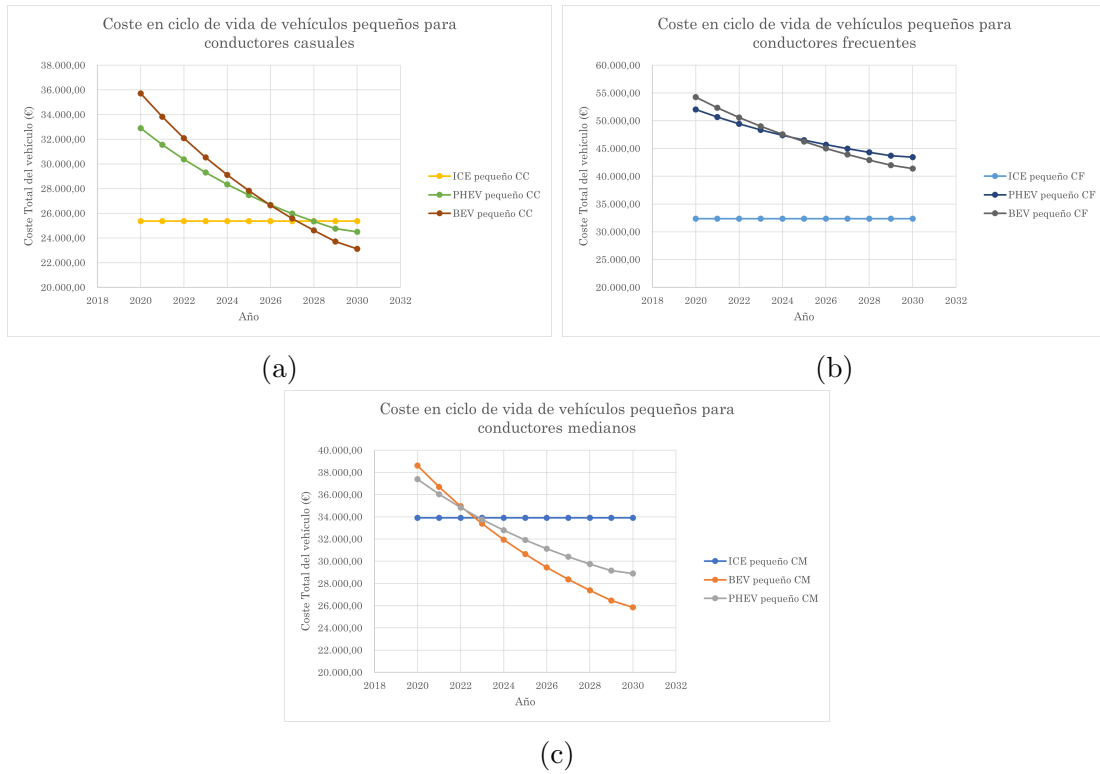 Coste en ciclo de vida de vehículos pequeños para
conductores casuales
Coste Total del vehículo (€)
38.000,00
36.000,00
34.000,00
32.000,00
30.000,00
28.000,00
26.000,00
24.000,00
22.000,00
20.000,00
2018 2020 2022 2024 2026 2028 2030 2032
Año
ICE pequeño CC
PHEV pequeño CC
BEV pequeño CC
(a)
Coste en ciclo de vida de vehículos pequeños para
conductores frecuentes
Coste Total del vehículo (€)
60.000,00
55.000,00
50.000,00
45.000,00
40.000,00
35.000,00
30.000,00
25.000,00
20.000,00
2018 2020 2022 2024 2026 2028 2030 2032
Año
ICE pequeño CF
PHEV pequeño CF
BEV pequeño CF
(b)
Coste en ciclo de vida de vehículos pequeños para
conductores medianos
Coste Total del vehículo (€)
40.000,00
38.000,00
36.000,00
34.000,00
32.000,00
30.000,00
28.000,00
26.000,00
24.000,00
22.000,00
20.000,00
2018 2020 2022 2024 2026 2028 2030 2032
Año
ICE pequeño CM
BEV pequeño CM
PHEV pequeño CM
(c)